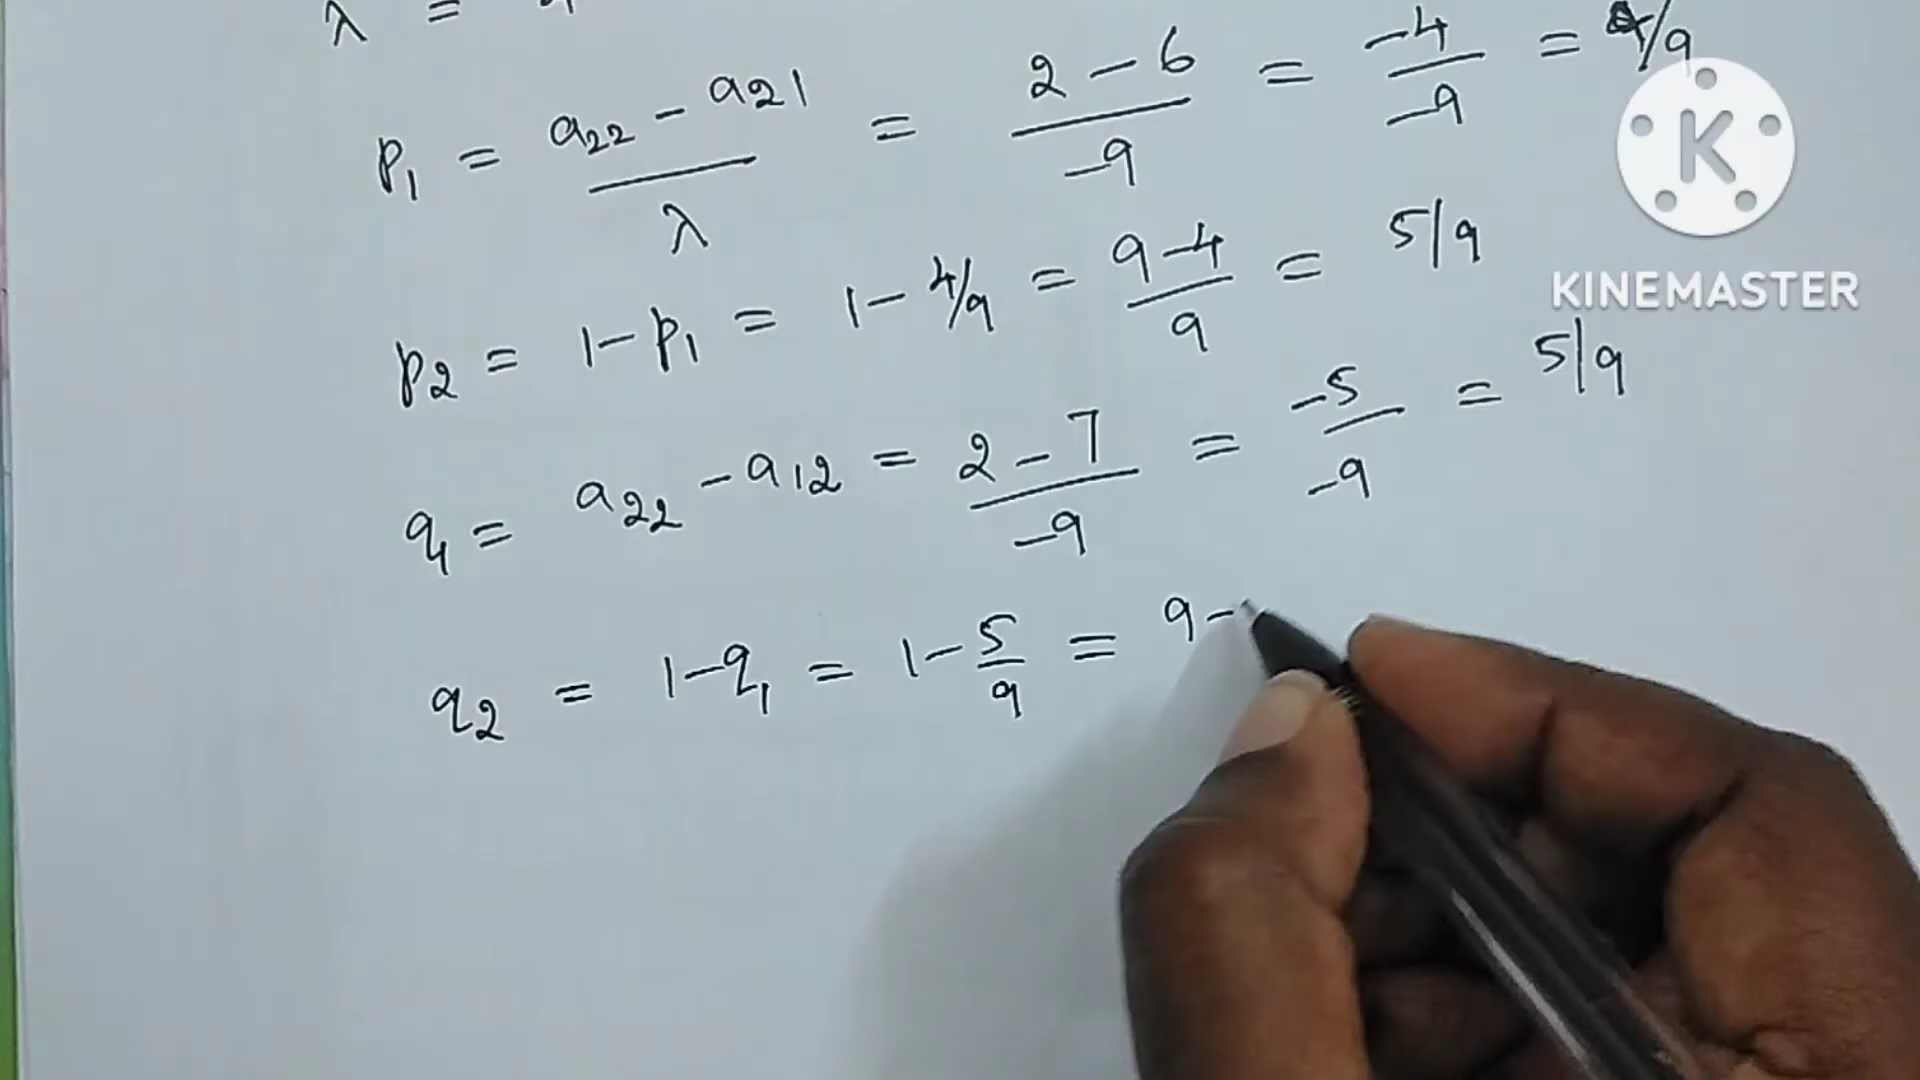 λ =
p₁ = (a₂₂ - a₂₁)/λ = (2 - 6)/-9 = -4/-9 = 4/9
p₂ = 1 - p₁ = 1 - 4/9 = (9 - 4)/9 = 5/9
q₁ = a₂₂ - a₁₂ = (2 - 7)/-9 = -5/-9 = 5/9
q₂ = 1 - q₁ = 1 - 5/9 = 9 -
K
KINEMASTER